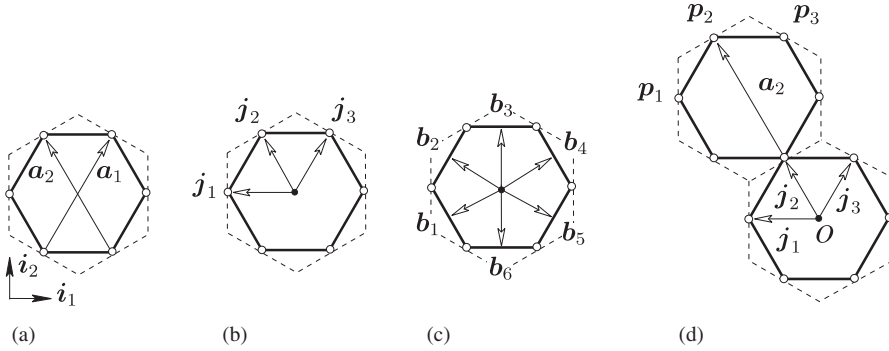 p₂ p₃
j₂ j₃ b₃ a₂
a₂ a₁ b₂ b₄ p₁
j₁
b₁ b₅ j₂ j₃
i₂ b₆ j₁ O
i₁
(a) (b) (c) (d)